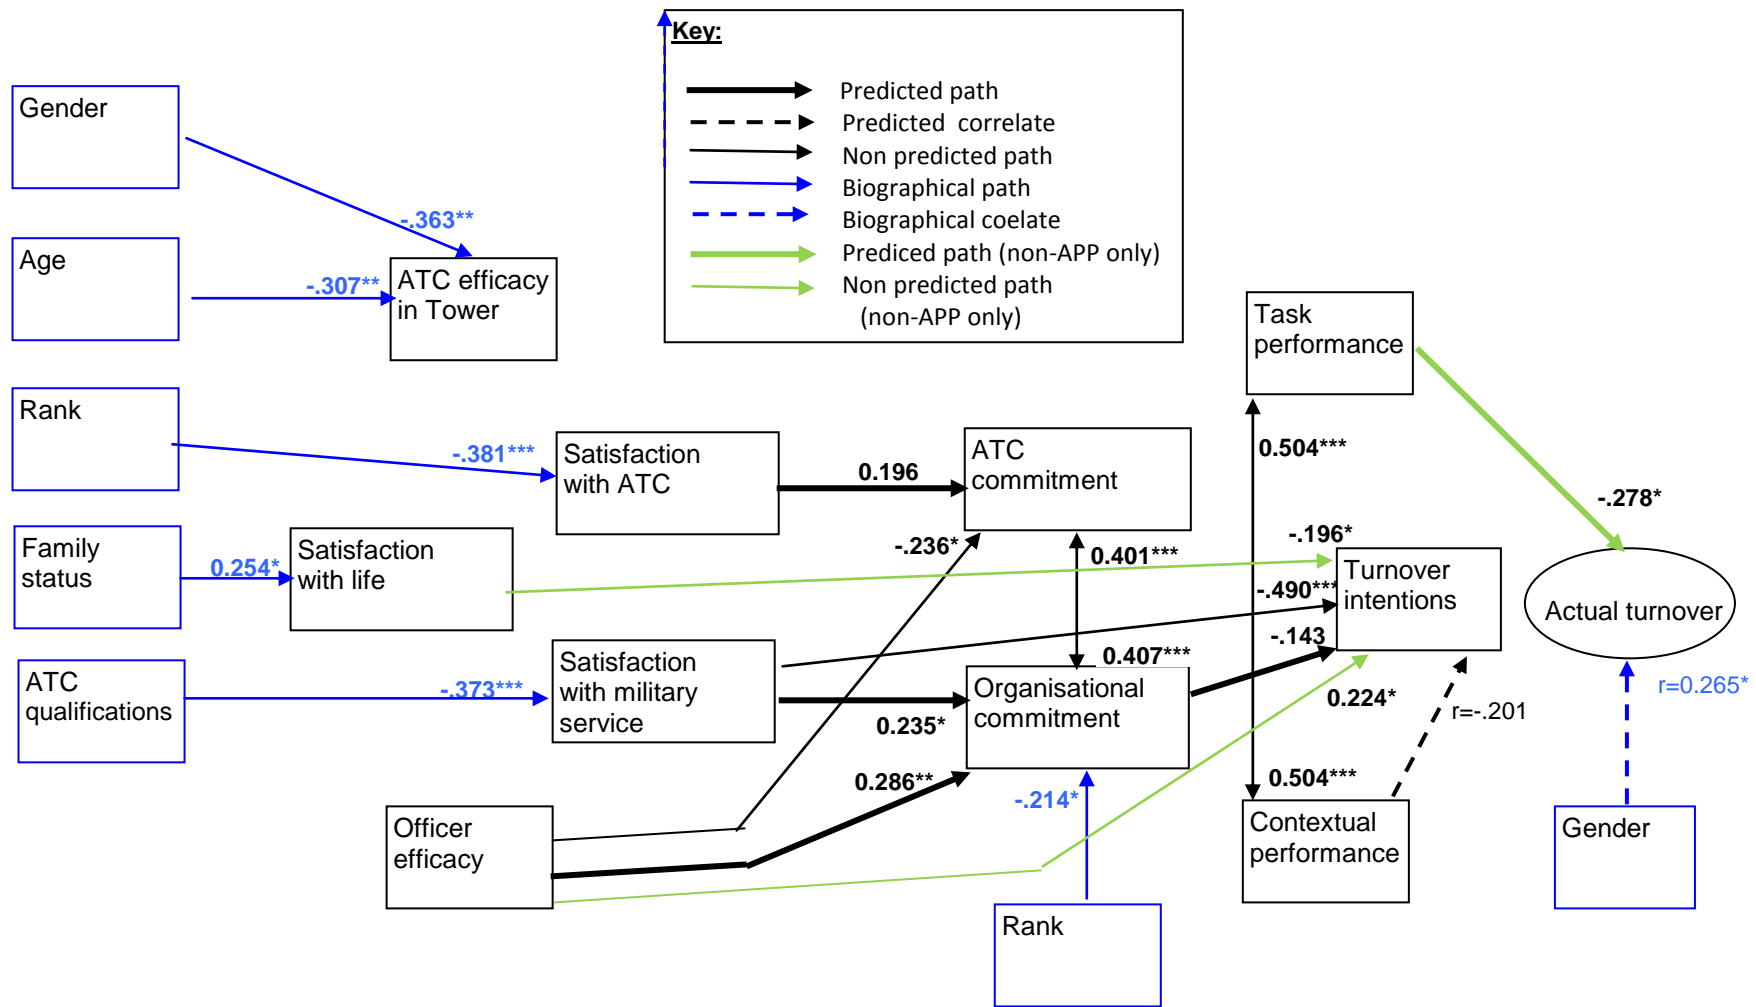 Key:
Predicted path
Predicted correlate
Non predicted path
Biographical path
Biographical coelate
Prediced path (non-APP only)
Non predicted path
(non-APP only)
Gender
-.363**
Age
-.307**
ATC efficacy
in Tower
Task
performance
Rank
-.381***
Satisfaction
with ATC
0.196
ATC
commitment
0.504***
-.278*
Family
status
0.254*
Satisfaction
with life
-.236*
0.401***
-.196*
Turnover
intentions
-.490***
Actual turnover
-.143
ATC
qualifications
-.373***
Satisfaction
with military
service
0.407***
Organisational
commitment
0.235*
0.224*
r=-.201
r=0.265*
0.286**
-.214*
0.504***
Officer
efficacy
Contextual
performance
Gender
Rank